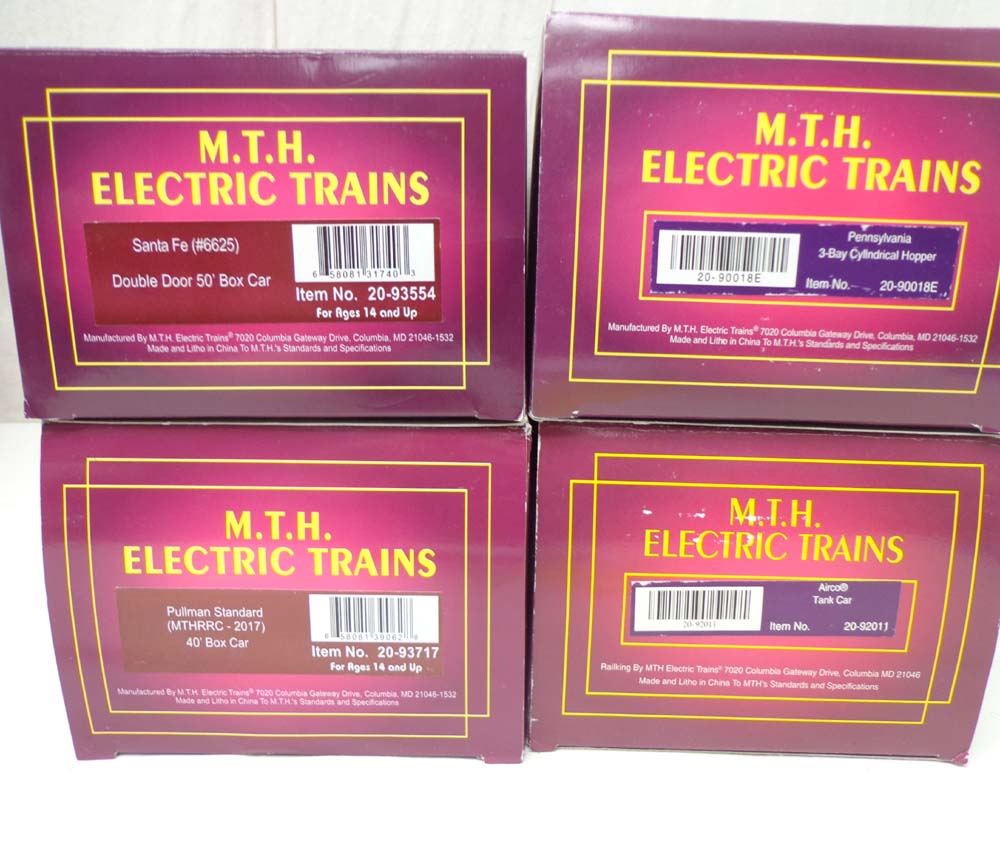 M.T.H.
ELECTRIC TRAINS
Santa Fe (#6625)
Double Door 50' Box Car
6 58081 31740 3
Item No. 20-93554
For Ages 14 and Up
Manufactured By M.T.H. Electric Trains® 7020 Columbia Gateway Drive, Columbia, MD 21046-1532
Made and Litho in China To M.T.H.'s Standards and Specifications
M.T.H.
ELECTRIC TRAINS
20-90018E
Pennsylvania
3-Bay Cylindrical Hopper
Item No. 20-90018E
Manufactured By M.T.H. Electric Trains® 7020 Columbia Gateway Drive, Columbia, MD 21046-1532
Made and Litho in China To M.T.H.'s Standards and Specifications
M.T.H.
ELECTRIC TRAINS
Pullman Standard
(MTHRRC - 2017)
40' Box Car
6 58081 39062 8
Item No. 20-93717
For Ages 14 and Up
Manufactured By M.T.H. Electric Trains® 7020 Columbia Gateway Drive, Columbia, MD 21046-1532
Made and Litho in China To M.T.H.'s Standards and Specifications
M.T.H.
ELECTRIC TRAINS
20-92011
Airco®
Tank Car
Item No. 20-92011
Railking By MTH Electric Trains® 7020 Columbia Gateway Drive, Columbia, MD 21046
Made and Litho in China To MTH's Standards and Specifications